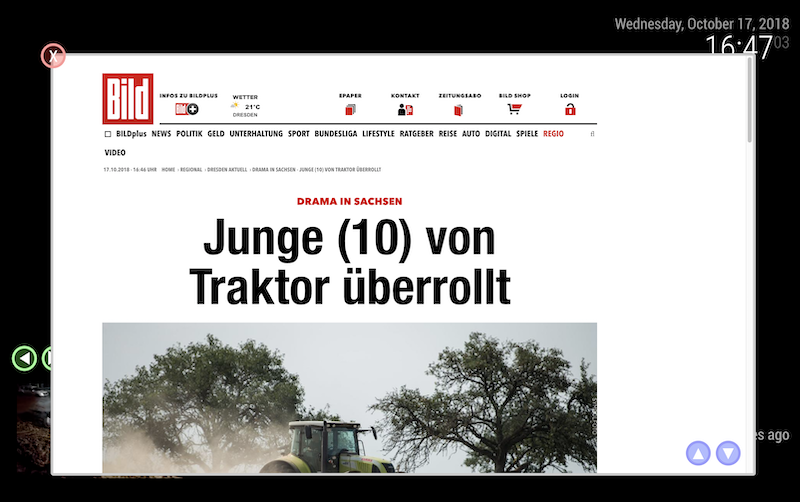 Wednesday, October 17, 2018
16:47
03
X
Bild
INFOS ZU BILDPLUS
WETTER
21°C
DRESDEN
EPAPER
KONTAKT
ZEITUNGSABO
BILD SHOP
LOGIN
BILDplus NEWS POLITIK GELD UNTERHALTUNG SPORT BUNDESLIGA LIFESTYLE RATGEBER REISE AUTO DIGITAL SPIELE REGIO
VIDEO
17.10.2018 - 16:46 UHR HOME › REGIONAL › DRESDEN AKTUELL › DRAMA IN SACHSEN - JUNGE (10) VON TRAKTOR ÜBERROLLT
DRAMA IN SACHSEN
Junge (10) von
Traktor überrollt
es ago